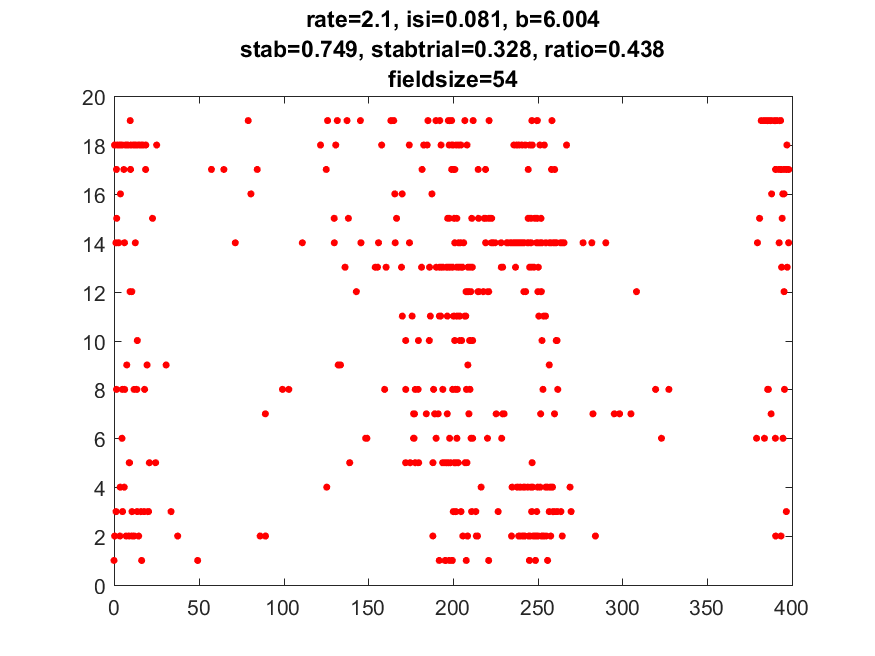 rate=2.1, isi=0.081, b=6.004
stab=0.749, stabtrial=0.328, ratio=0.438
fieldsize=54
20
18
16
14
12
10
8
6
4
2
0
0 50 100 150 200 250 300 350 400